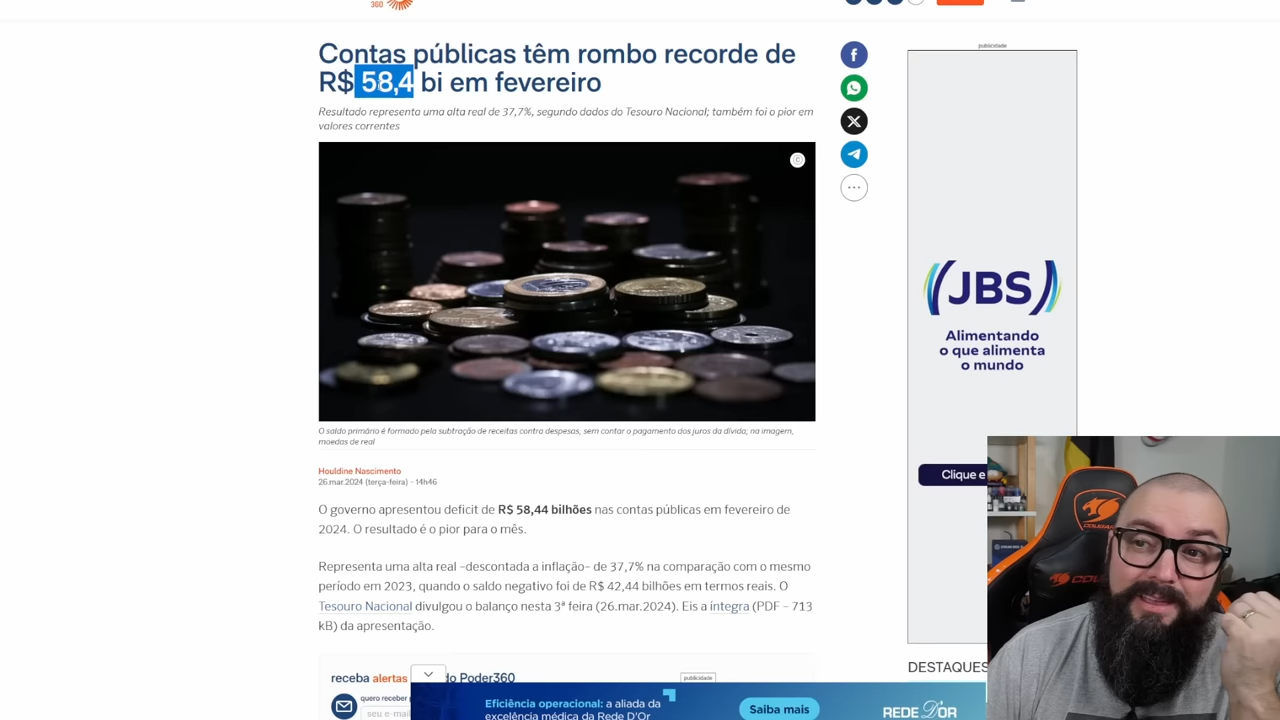 360
Contas públicas têm rombo recorde de
R$ 58,4 bi em fevereiro
Resultado representa uma alta real de 37,7%, segundo dados do Tesouro Nacional; também foi o pior em
valores correntes
O saldo primário é formado pela subtração de receitas contra despesas, sem contar o pagamento dos juros da dívida; na imagem,
moedas de real
Houldine Nascimento
26.mar.2024 (terça-feira) - 14h46
O governo apresentou deficit de R$ 58,44 bilhões nas contas públicas em fevereiro de
2024. O resultado é o pior para o mês.
Representa uma alta real –descontada a inflação– de 37,7% na comparação com o mesmo
período em 2023, quando o saldo negativo foi de R$ 42,44 bilhões em termos reais. O
Tesouro Nacional divulgou o balanço nesta 3ª feira (26.mar.2024). Eis a íntegra (PDF – 713
kB) da apresentação.
receba alertas do Poder360
publicidade
quero receber
seu e-mai
Eficiência operacional: a aliada da
excelência médica da Rede D'Or
Saiba mais
REDE D'OR
publicidade
(JBS)
Alimentando
o que alimenta
o mundo
Clique e
DESTAQUES
COUGAR